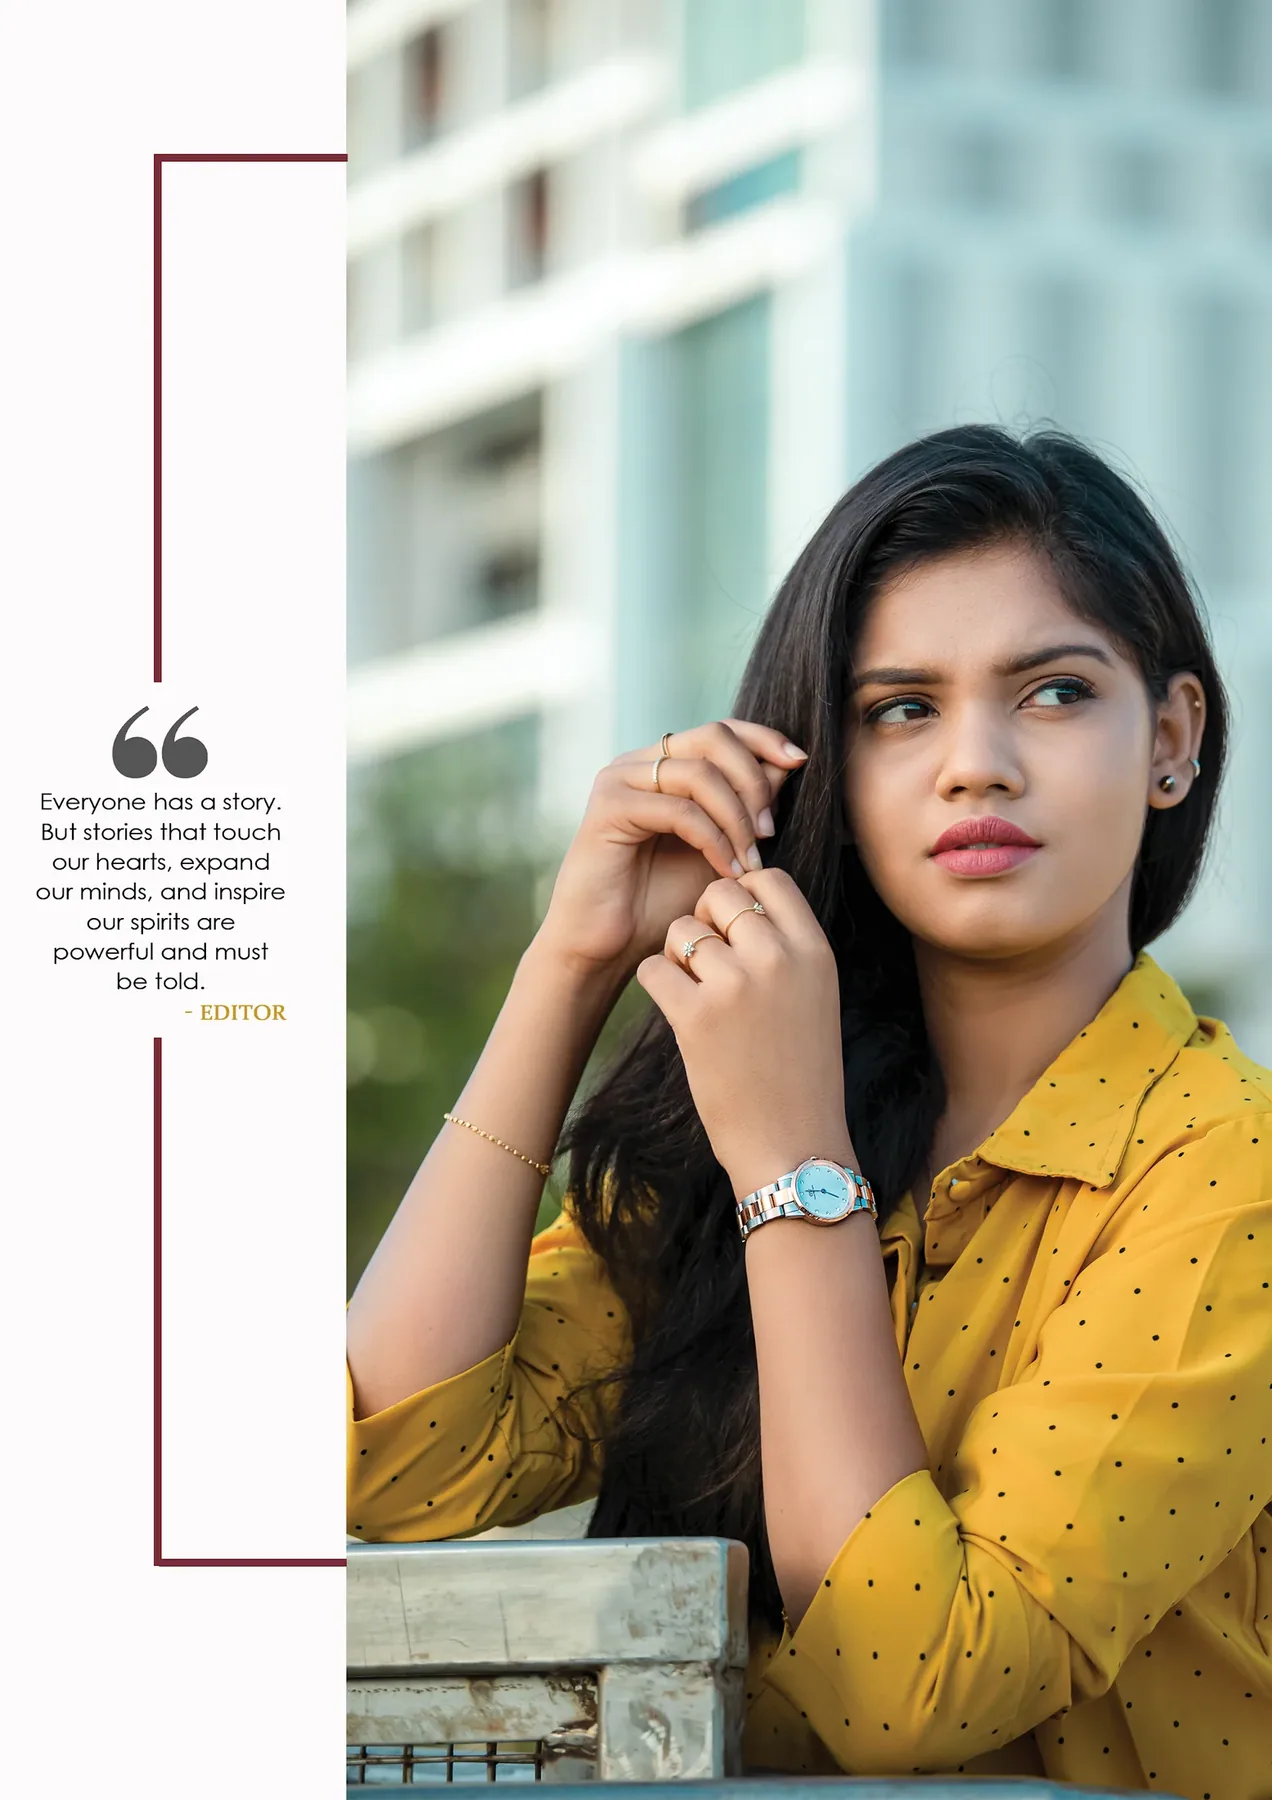 “
Everyone has a story.
But stories that touch
our hearts, expand
our minds, and inspire
our spirits are
powerful and must
be told.
- EDITOR